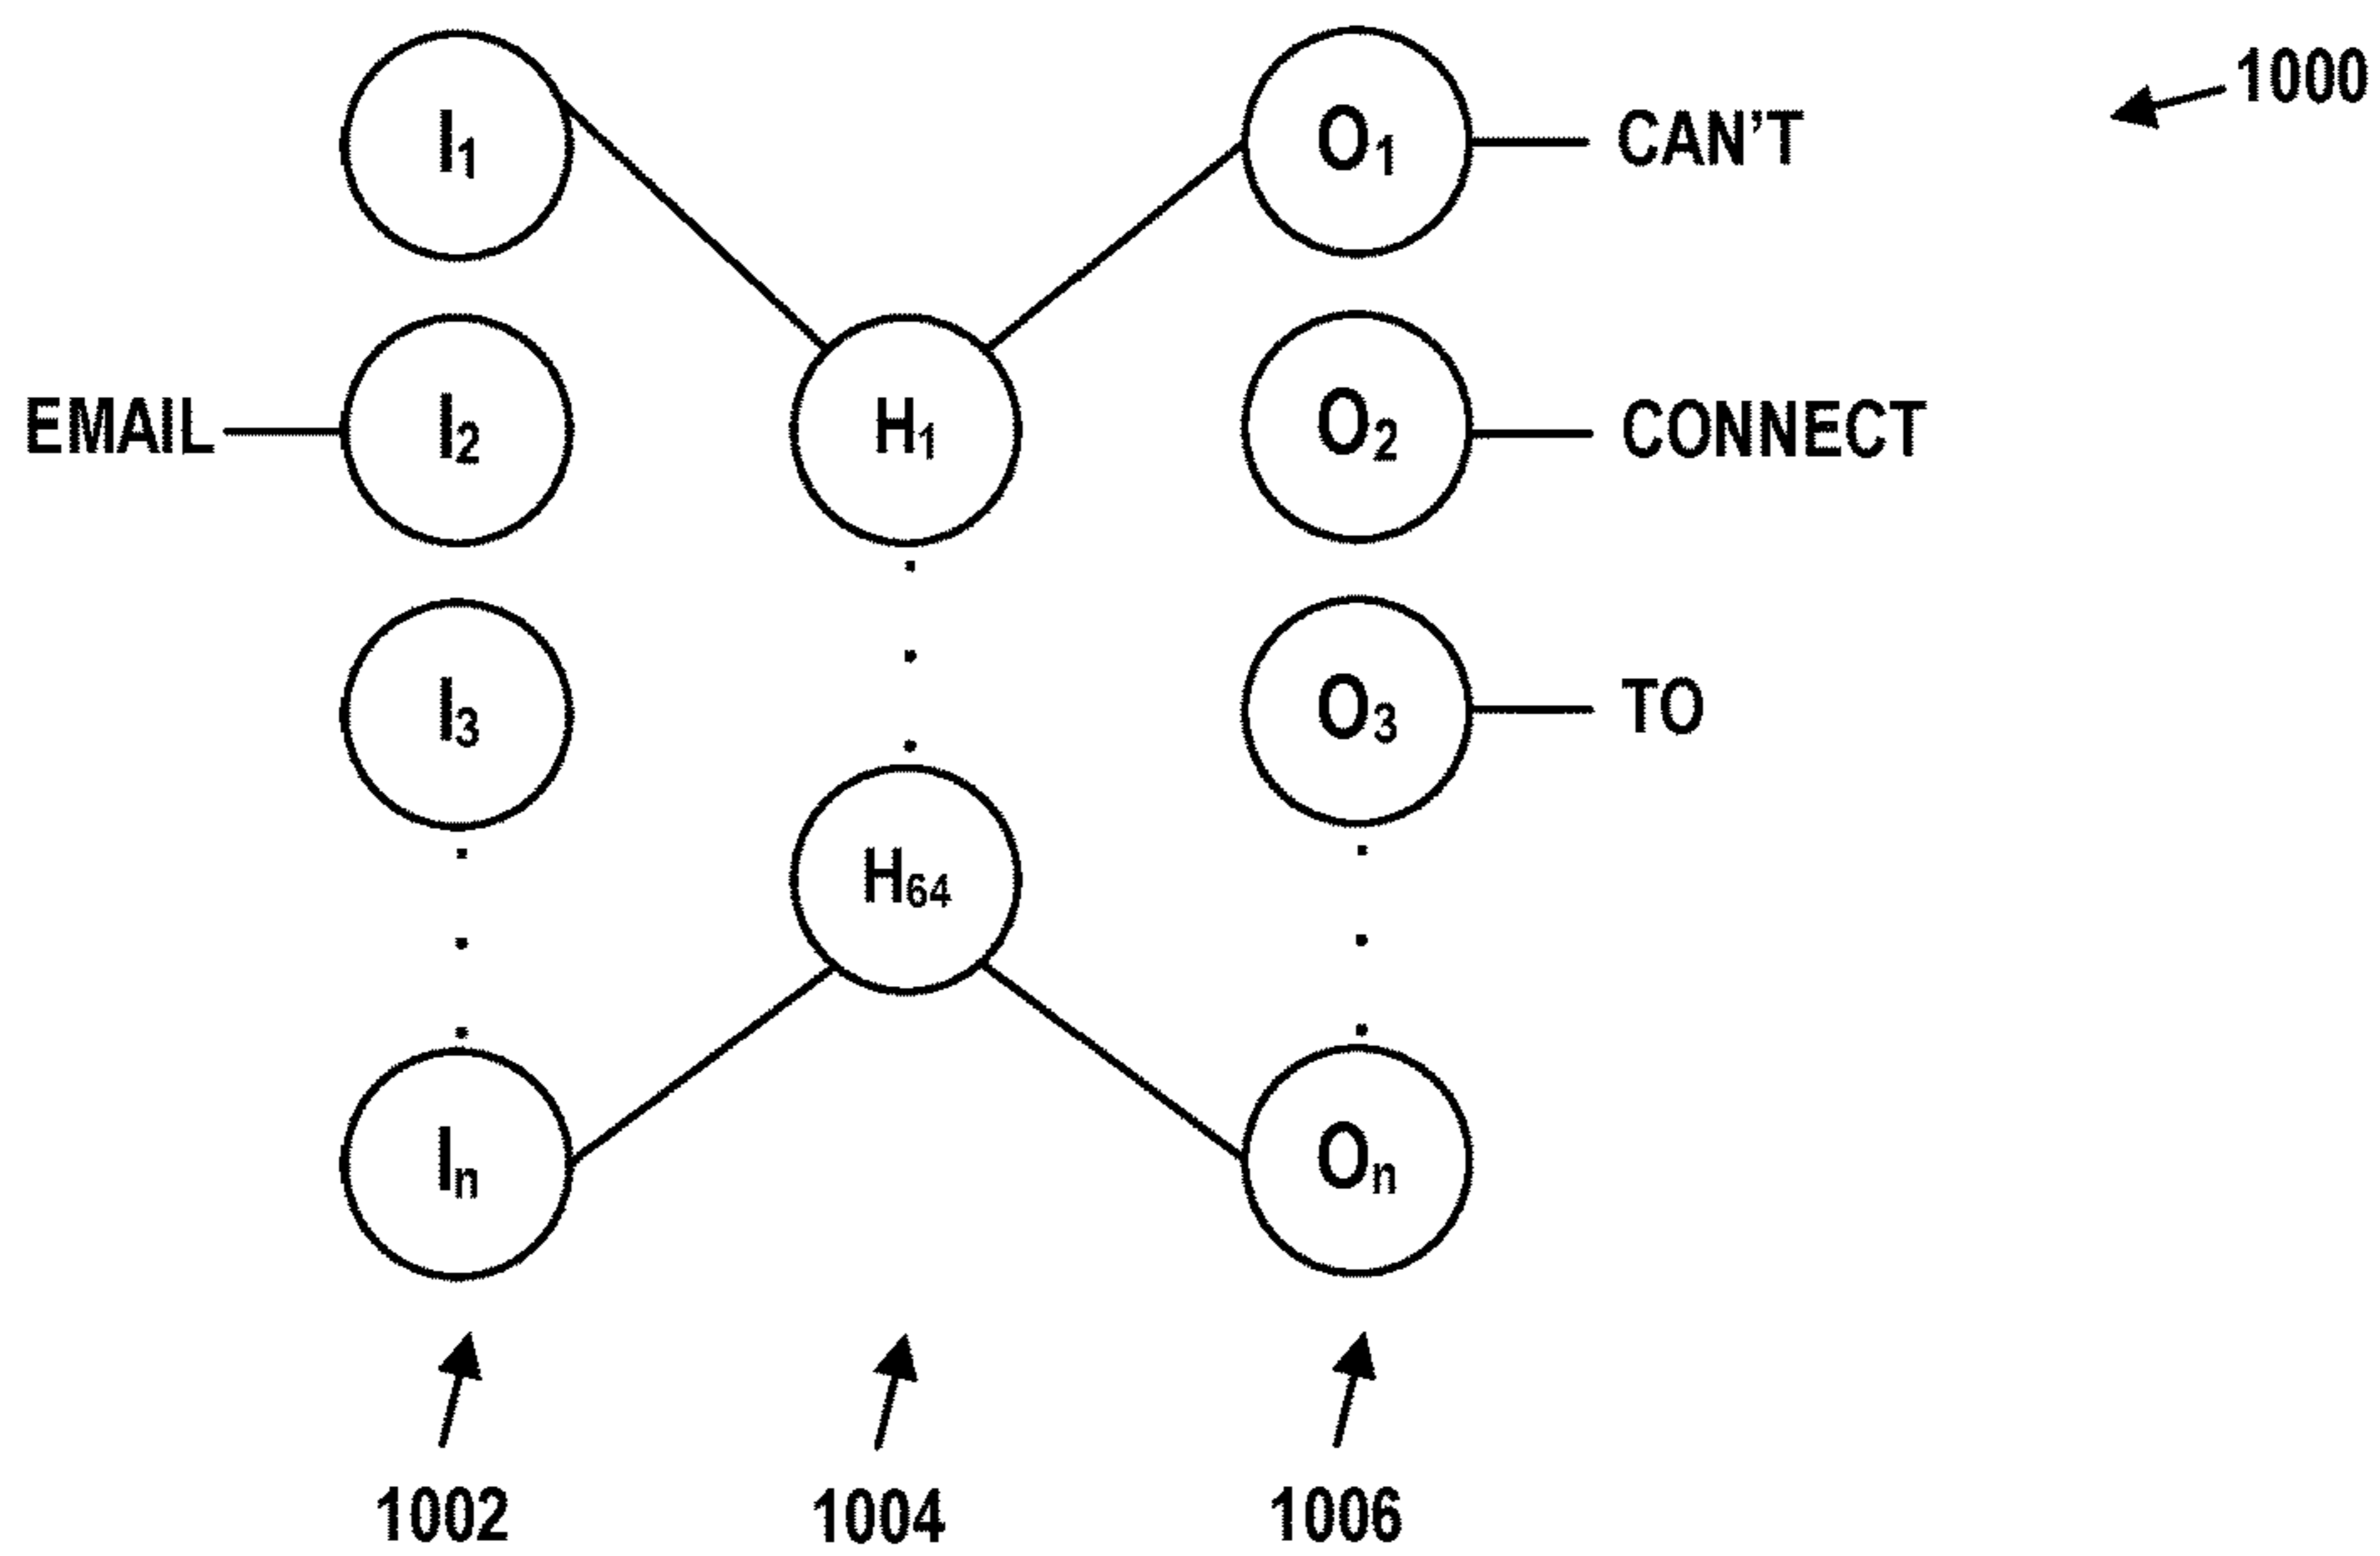 1000
I1 O1 CAN'T
EMAIL I2 H1 O2 CONNECT
I3 O3 TO
H64
In On
1002 1004 1006